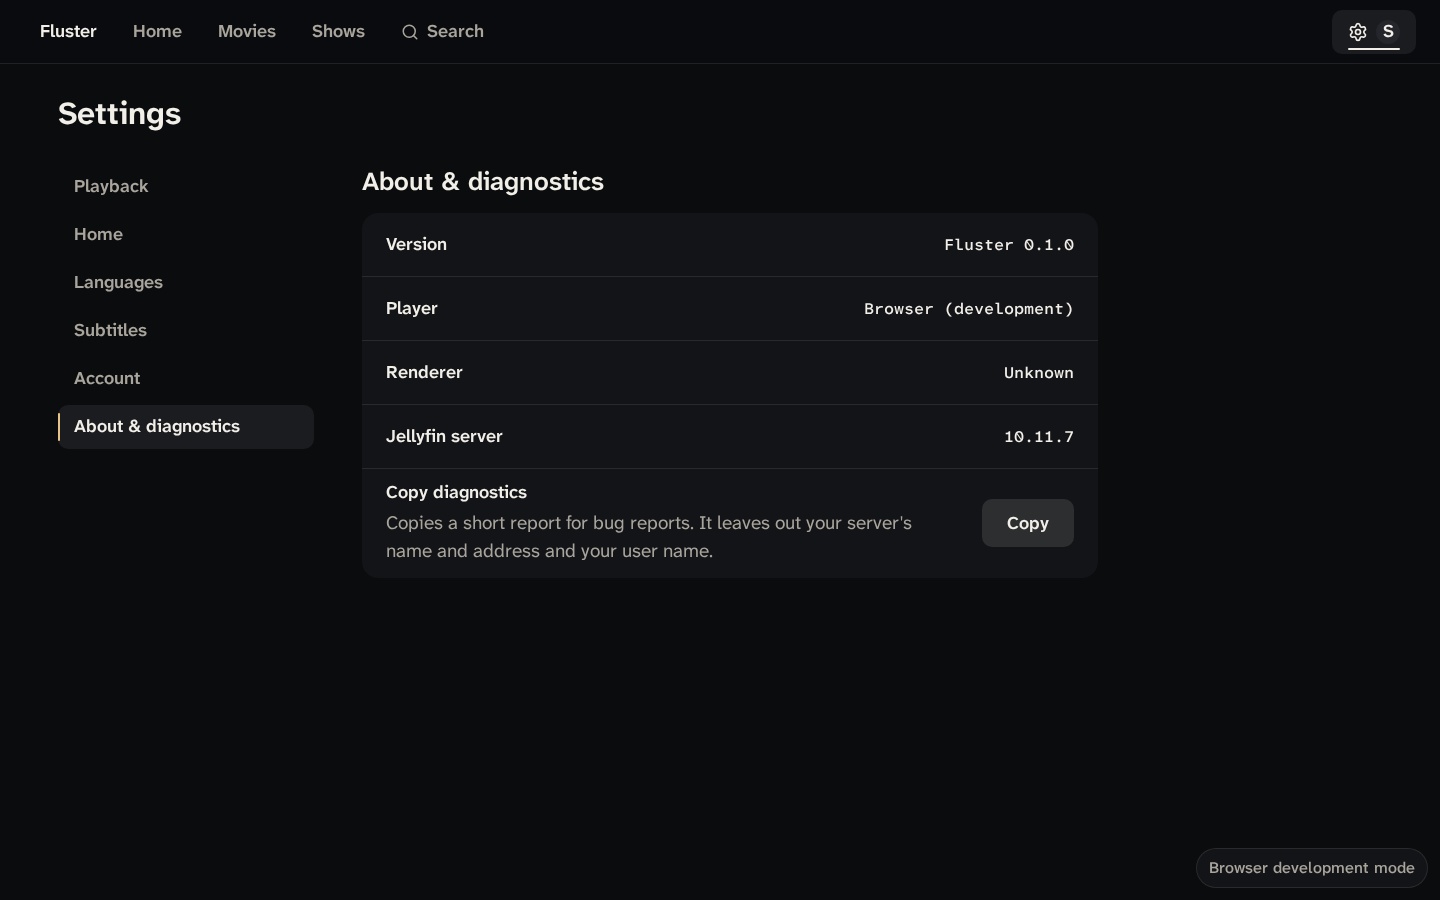 Fluster
Home
Movies
Shows
Search
S
Settings
Playback
Home
Languages
Subtitles
Account
About & diagnostics
About & diagnostics
Version
Fluster 0.1.0
Player
Browser (development)
Renderer
Unknown
Jellyfin server
10.11.7
Copy diagnostics
Copies a short report for bug reports. It leaves out your server's
name and address and your user name.
Copy
Browser development mode